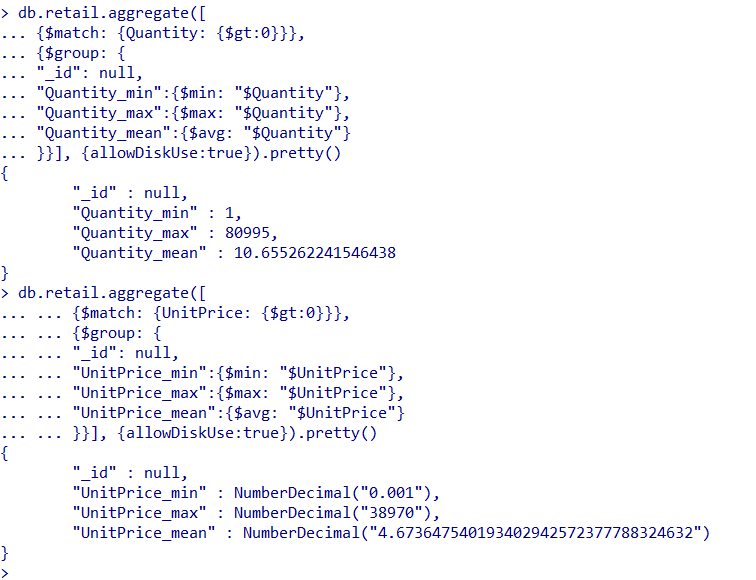 > db.retail.aggregate([
... {$match: {Quantity: {$gt:0}}},
... {$group: {
... "_id": null,
... "Quantity_min":{$min: "$Quantity"},
... "Quantity_max":{$max: "$Quantity"},
... "Quantity_mean":{$avg: "$Quantity"}
... }}], {allowDiskUse:true}).pretty()
{
        "_id" : null,
        "Quantity_min" : 1,
        "Quantity_max" : 80995,
        "Quantity_mean" : 10.655262241546438
}
> db.retail.aggregate([
... ... {$match: {UnitPrice: {$gt:0}}},
... ... {$group: {
... ... "_id": null,
... ... "UnitPrice_min":{$min: "$UnitPrice"},
... ... "UnitPrice_max":{$max: "$UnitPrice"},
... ... "UnitPrice_mean":{$avg: "$UnitPrice"}
... ... }}], {allowDiskUse:true}).pretty()
{
        "_id" : null,
        "UnitPrice_min" : NumberDecimal("0.001"),
        "UnitPrice_max" : NumberDecimal("38970"),
        "UnitPrice_mean" : NumberDecimal("4.673647540193402942572377788324632")
}
>